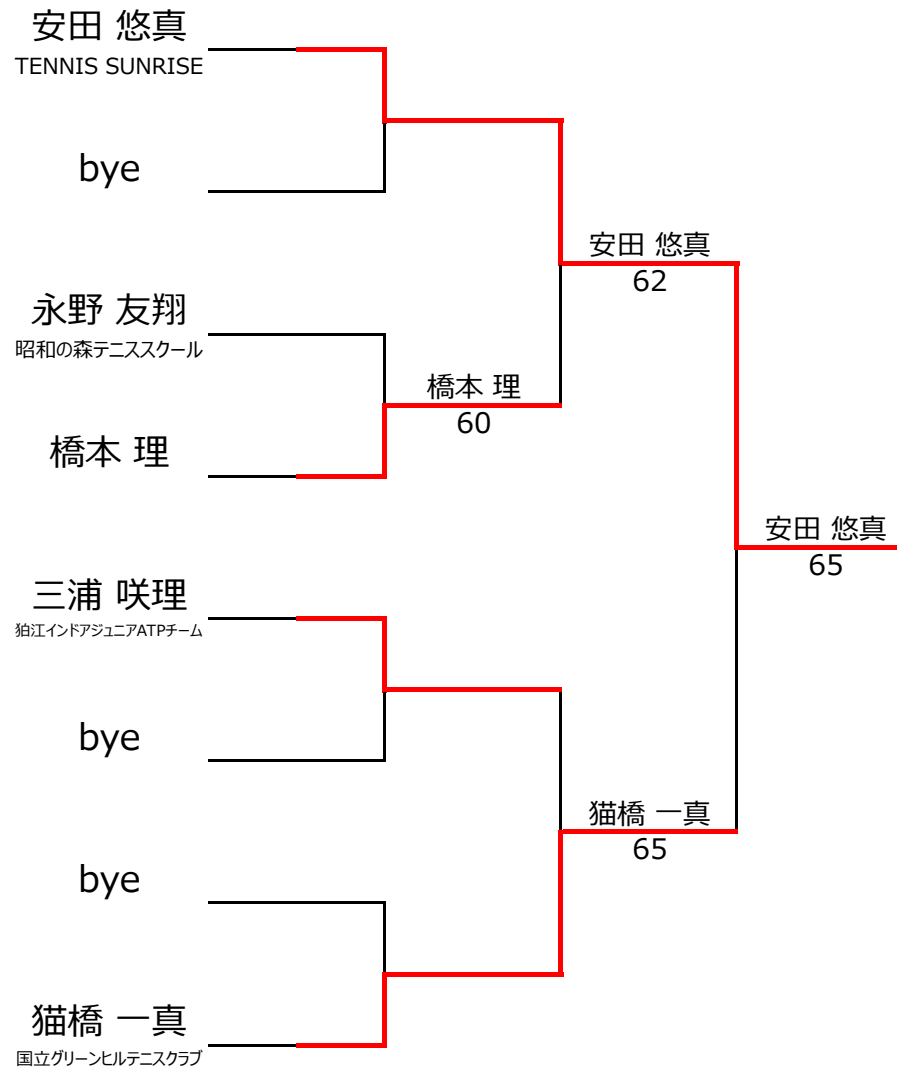 安田 悠真
TENNIS SUNRISE
bye
安田 悠真
62
永野 友翔
昭和の森テニススクール
橋本 理
60
橋本 理
安田 悠真
65
三浦 咲理
狛江インドアジュニアATPチーム
bye
猫橋 一真
65
bye
猫橋 一真
国立グリーンヒルテニスクラブ